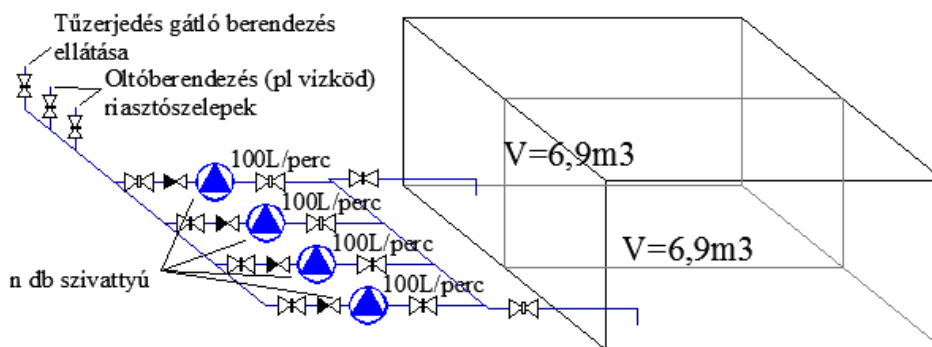 Tűzerjedés gátló berendezés
ellátása
Oltóberendezés (pl vízköd)
riasztószelepek
100L/perc
V=6,9m3
100L/perc
100L/perc
V=6,9m3
n db szivattyú
100L/perc